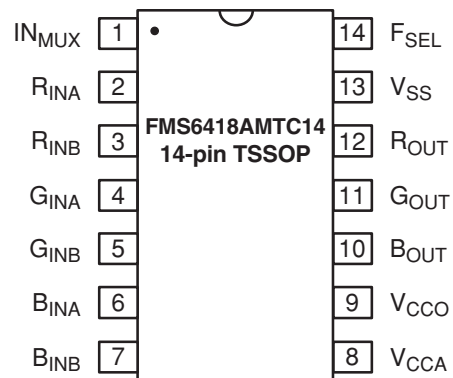 IN_MUX 1 14 F_SEL
R_INA 2 13 V_SS
R_INB 3 FMS6418AMTC14 12 R_OUT
14-pin TSSOP
G_INA 4 11 G_OUT
G_INB 5 10 B_OUT
B_INA 6 9 V_CCO
B_INB 7 8 V_CCA